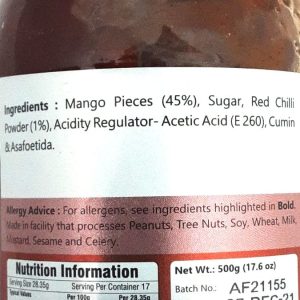 Ingredients : Mango Pieces (45%), Sugar, Red Chilli
Powder (1%), Acidity Regulator- Acetic Acid (E 260), Cumin
& Asafoetida.
Allergy Advice : For allergens, see ingredients highlighted in Bold.
Made in facility that processes Peanuts, Tree Nuts, Soy, Wheat, Milk,
Mustard, Sesame and Celery.
Nutrition Information
Serving Size 28.35g Servings Per Container 17
Typical Values Per 100g Per 28.35g
Net Wt.: 500g (17.6 oz)
Batch No.: AF21155